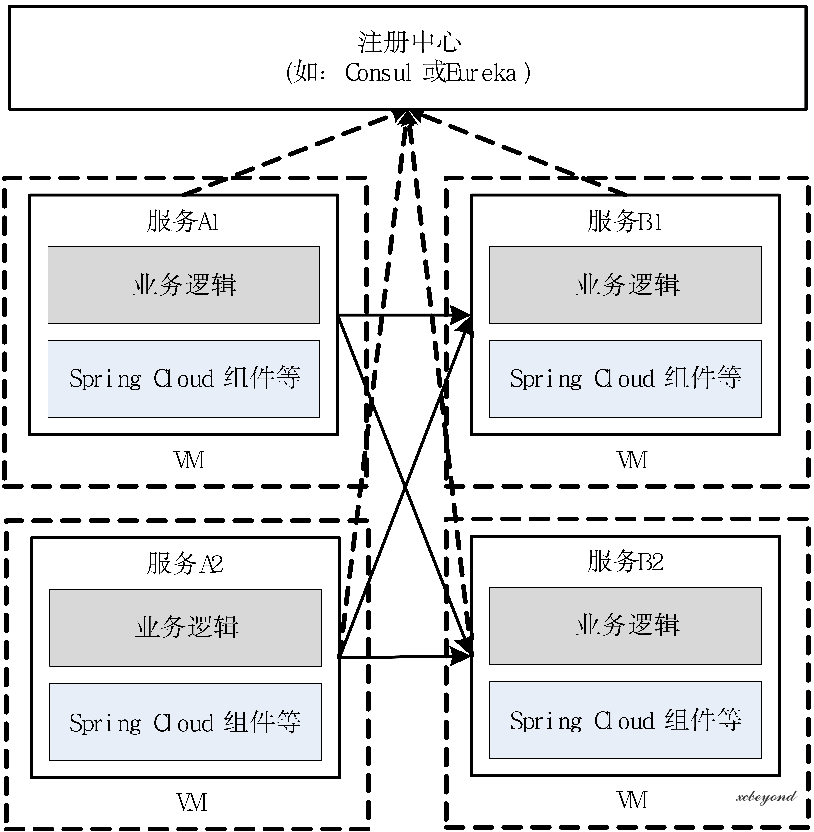 注册中心
(如：Consul 或Eureka)
服务A1
业务逻辑
Spring Cloud 组件等
VM
服务B1
业务逻辑
Spring Cloud 组件等
VM
服务A2
业务逻辑
Spring Cloud 组件等
VM
服务B2
业务逻辑
Spring Cloud 组件等
VM
xcbeyond